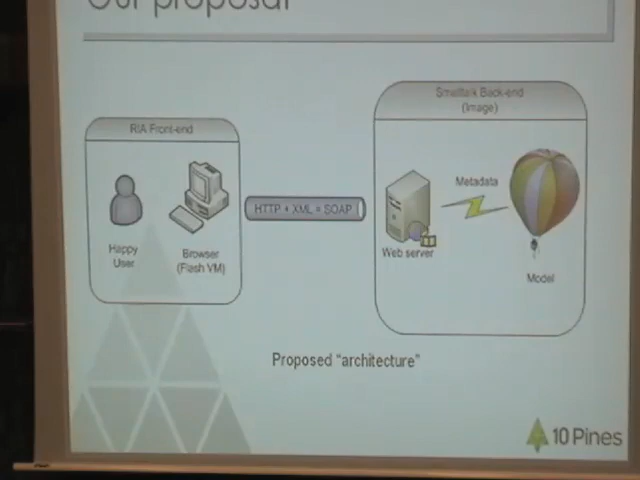 Our proposal
Smalltalk Back-end
(Image)
RIA Front-end
Metadata
HTTP + XML = SOAP
Happy
User
Browser
(Flash VM)
Web server
Model
Proposed "architecture"
10 Pines